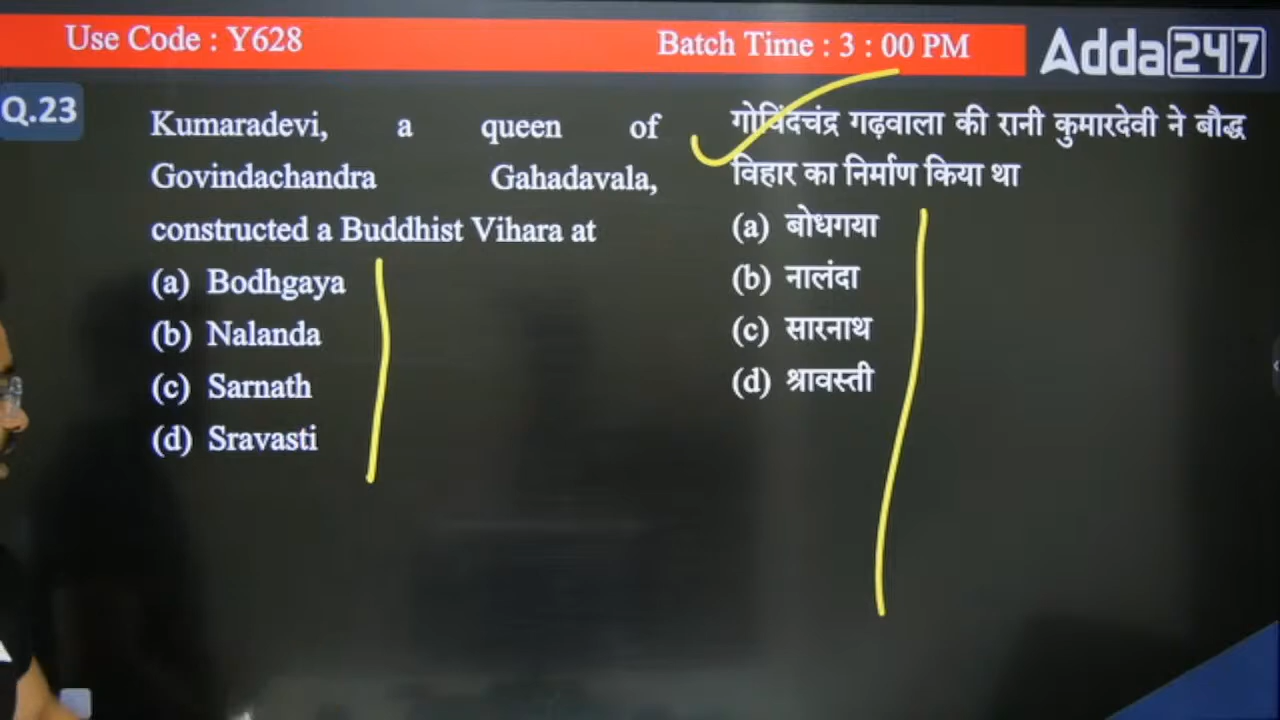 Use Code : Y628
Batch Time : 3 : 00 PM
Adda247
Q.23
Kumaradevi, a queen of
Govindachandra Gahadavala,
constructed a Buddhist Vihara at
(a) Bodhgaya
(b) Nalanda
(c) Sarnath
(d) Sravasti
गोविंदचंद्र गढ़वाला की रानी कुमारदेवी ने बौद्ध
विहार का निर्माण किया था
(a) बोधगया
(b) नालंदा
(c) सारनाथ
(d) श्रावस्ती